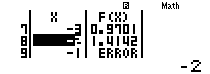 R Math
X F(X)
7 -3 0.9701
8 -2 1.4142
9 -1 ERROR
-2